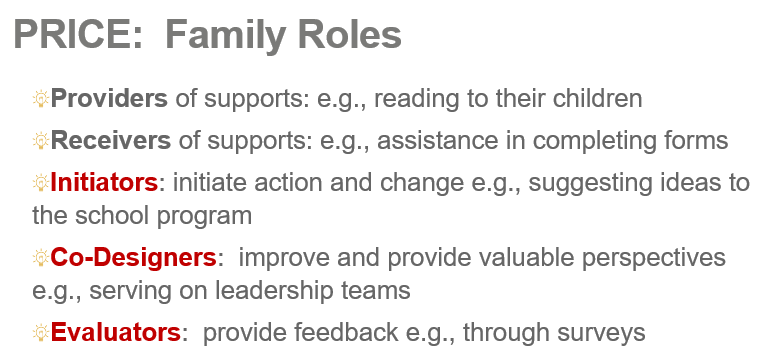 PRICE:  Family Roles
Providers of supports: e.g., reading to their children
Receivers of supports: e.g., assistance in completing forms
Initiators: initiate action and change e.g., suggesting ideas to
the school program
Co-Designers:  improve and provide valuable perspectives
e.g., serving on leadership teams
Evaluators:  provide feedback e.g., through surveys